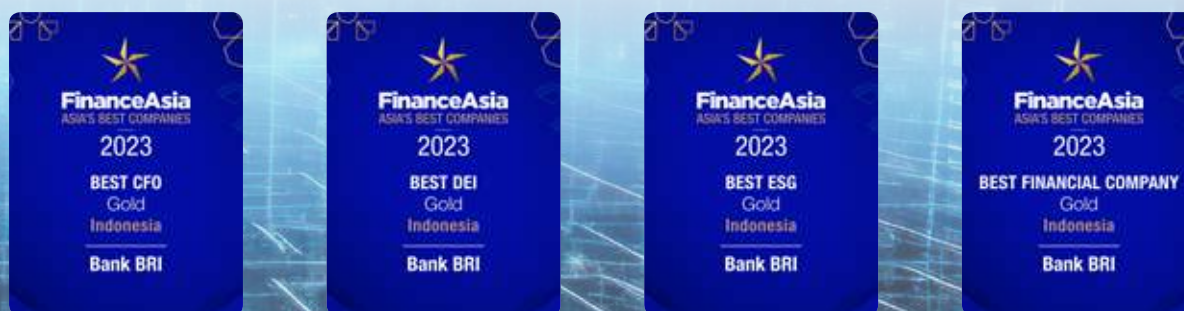 FinanceAsia
ASIA'S BEST COMPANIES
2023
BEST CFO
Gold
Indonesia
Bank BRI
FinanceAsia
ASIA'S BEST COMPANIES
2023
BEST DEI
Gold
Indonesia
Bank BRI
FinanceAsia
ASIA'S BEST COMPANIES
2023
BEST ESG
Gold
Indonesia
Bank BRI
FinanceAsia
ASIA'S BEST COMPANIES
2023
BEST FINANCIAL COMPANY
Gold
Indonesia
Bank BRI